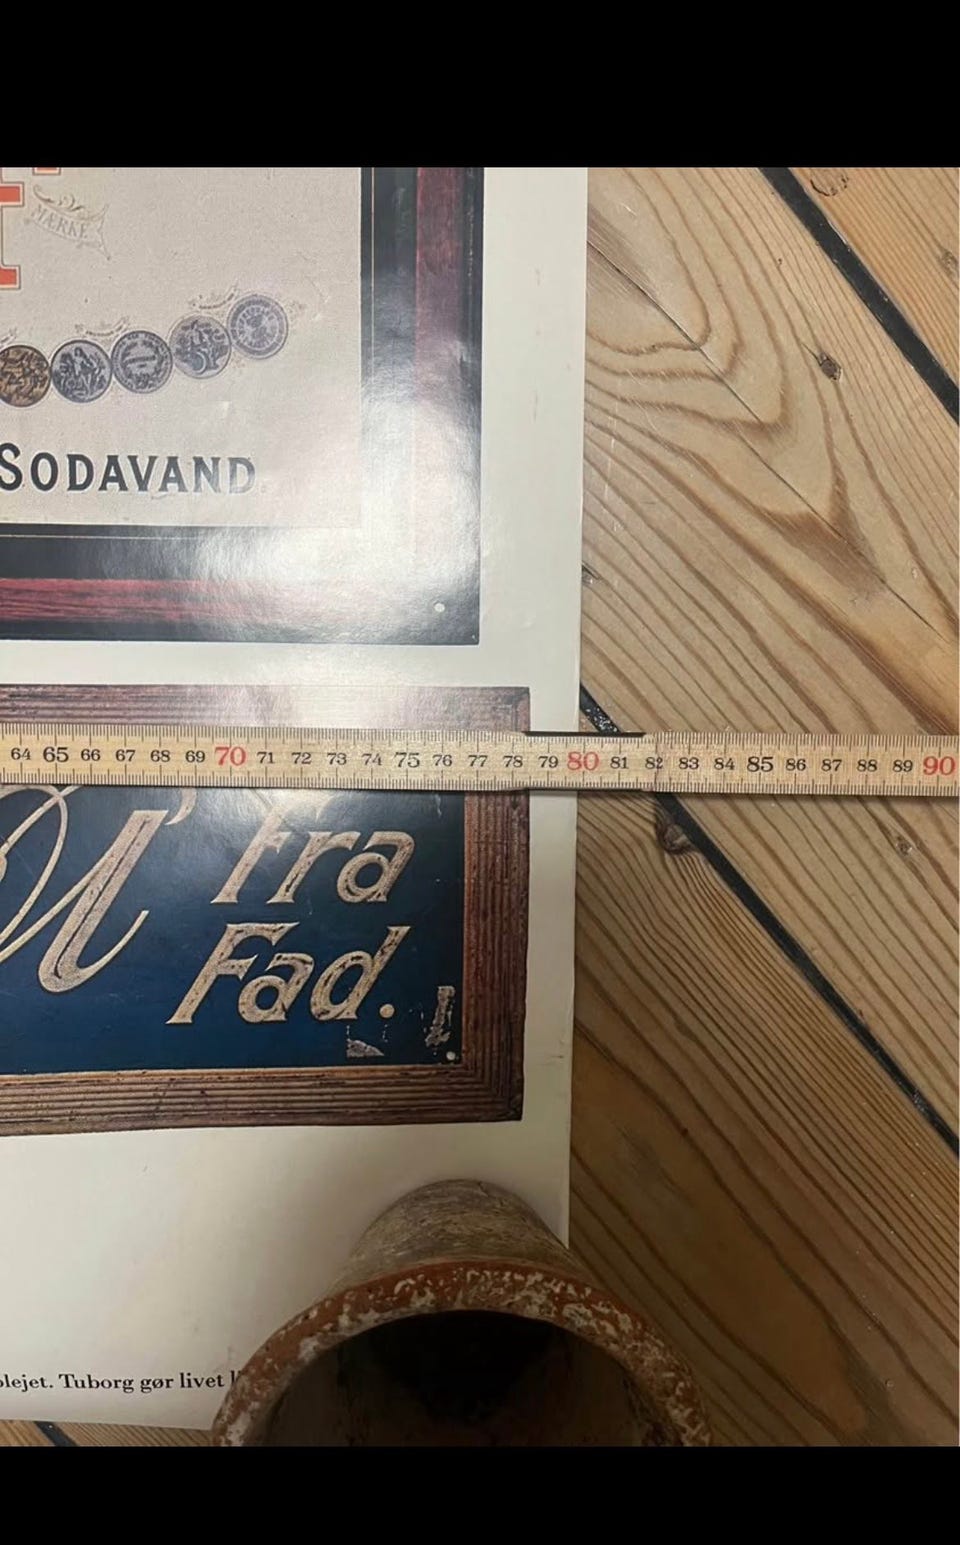 MÆRKE
SODAVAND
64 65 66 67 68 69 70 71 72 73 74 75 76 77 78 79 80 81 82 83 84 85 86 87 88 89 90
Fra
Fad.
Tuborg gør livet